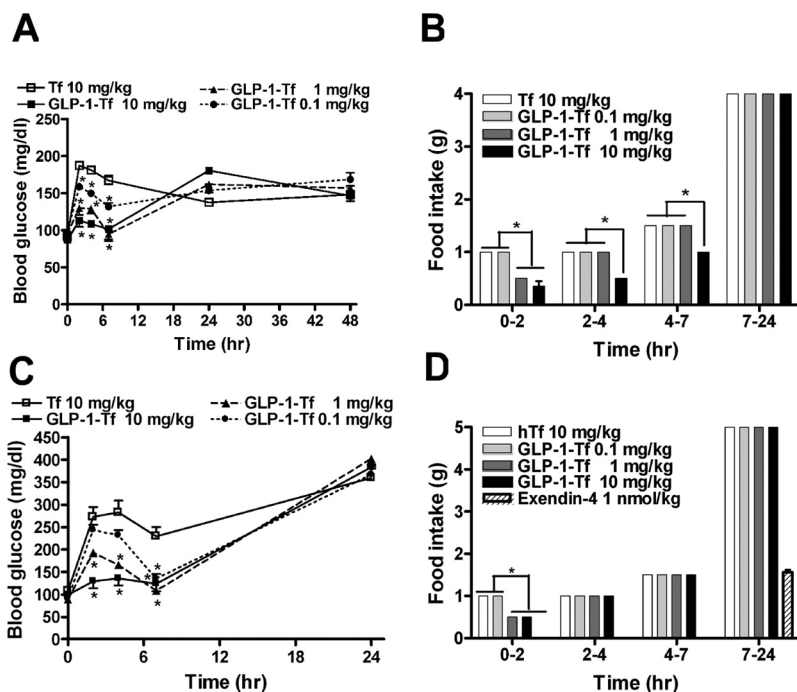 A
Tf 10 mg/kg
GLP-1-Tf 1 mg/kg
GLP-1-Tf 10 mg/kg
GLP-1-Tf 0.1 mg/kg
Blood glucose (mg/dl)
250
200
150
100
50
0
* * *
* * *
* * *
0 6 12 18 24 30 36 42 48
Time (hr)
B
Tf 10 mg/kg
GLP-1-Tf 0.1 mg/kg
GLP-1-Tf 1 mg/kg
GLP-1-Tf 10 mg/kg
Food intake (g)
4
3
2
1
0
* * *
0-2 2-4 4-7 7-24
Time (hr)
C
Tf 10 mg/kg
GLP-1-Tf 1 mg/kg
GLP-1-Tf 10 mg/kg
GLP-1-Tf 0.1 mg/kg
Blood glucose (mg/dl)
450
400
350
300
250
200
150
100
50
0
* * *
* * * *
0 6 12 18 24
Time (hr)
D
hTf 10 mg/kg
GLP-1-Tf 0.1 mg/kg
GLP-1-Tf 1 mg/kg
GLP-1-Tf 10 mg/kg
Exendin-4 1 nmol/kg
Food intake (g)
5
4
3
2
1
0
*
0-2 2-4 4-7 7-24
Time (hr)